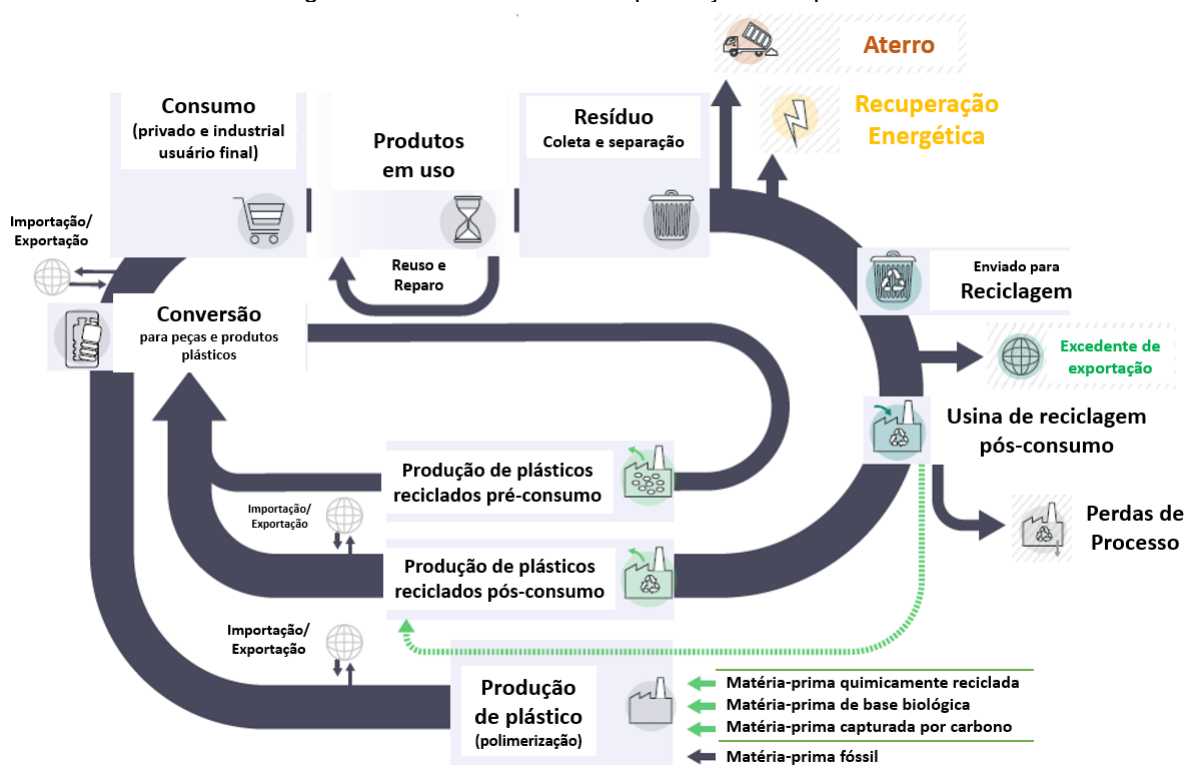 Aterro
Recuperação
Energética
Consumo
(privado e industrial
usuário final)
Produtos
em uso
Resíduo
Coleta e separação
Importação/
Exportação
Reuso e
Reparo
Enviado para
Reciclagem
Conversão
para peças e produtos
plásticos
Excedente de
exportação
Usina de reciclagem
pós-consumo
Produção de plásticos
reciclados pré-consumo
Importação/
Exportação
Perdas de
Processo
Produção de plásticos
reciclados pós-consumo
Importação/
Exportação
Produção
de plástico
(polimerização)
Matéria-prima quimicamente reciclada
Matéria-prima de base biológica
Matéria-prima capturada por carbono
Matéria-prima fóssil